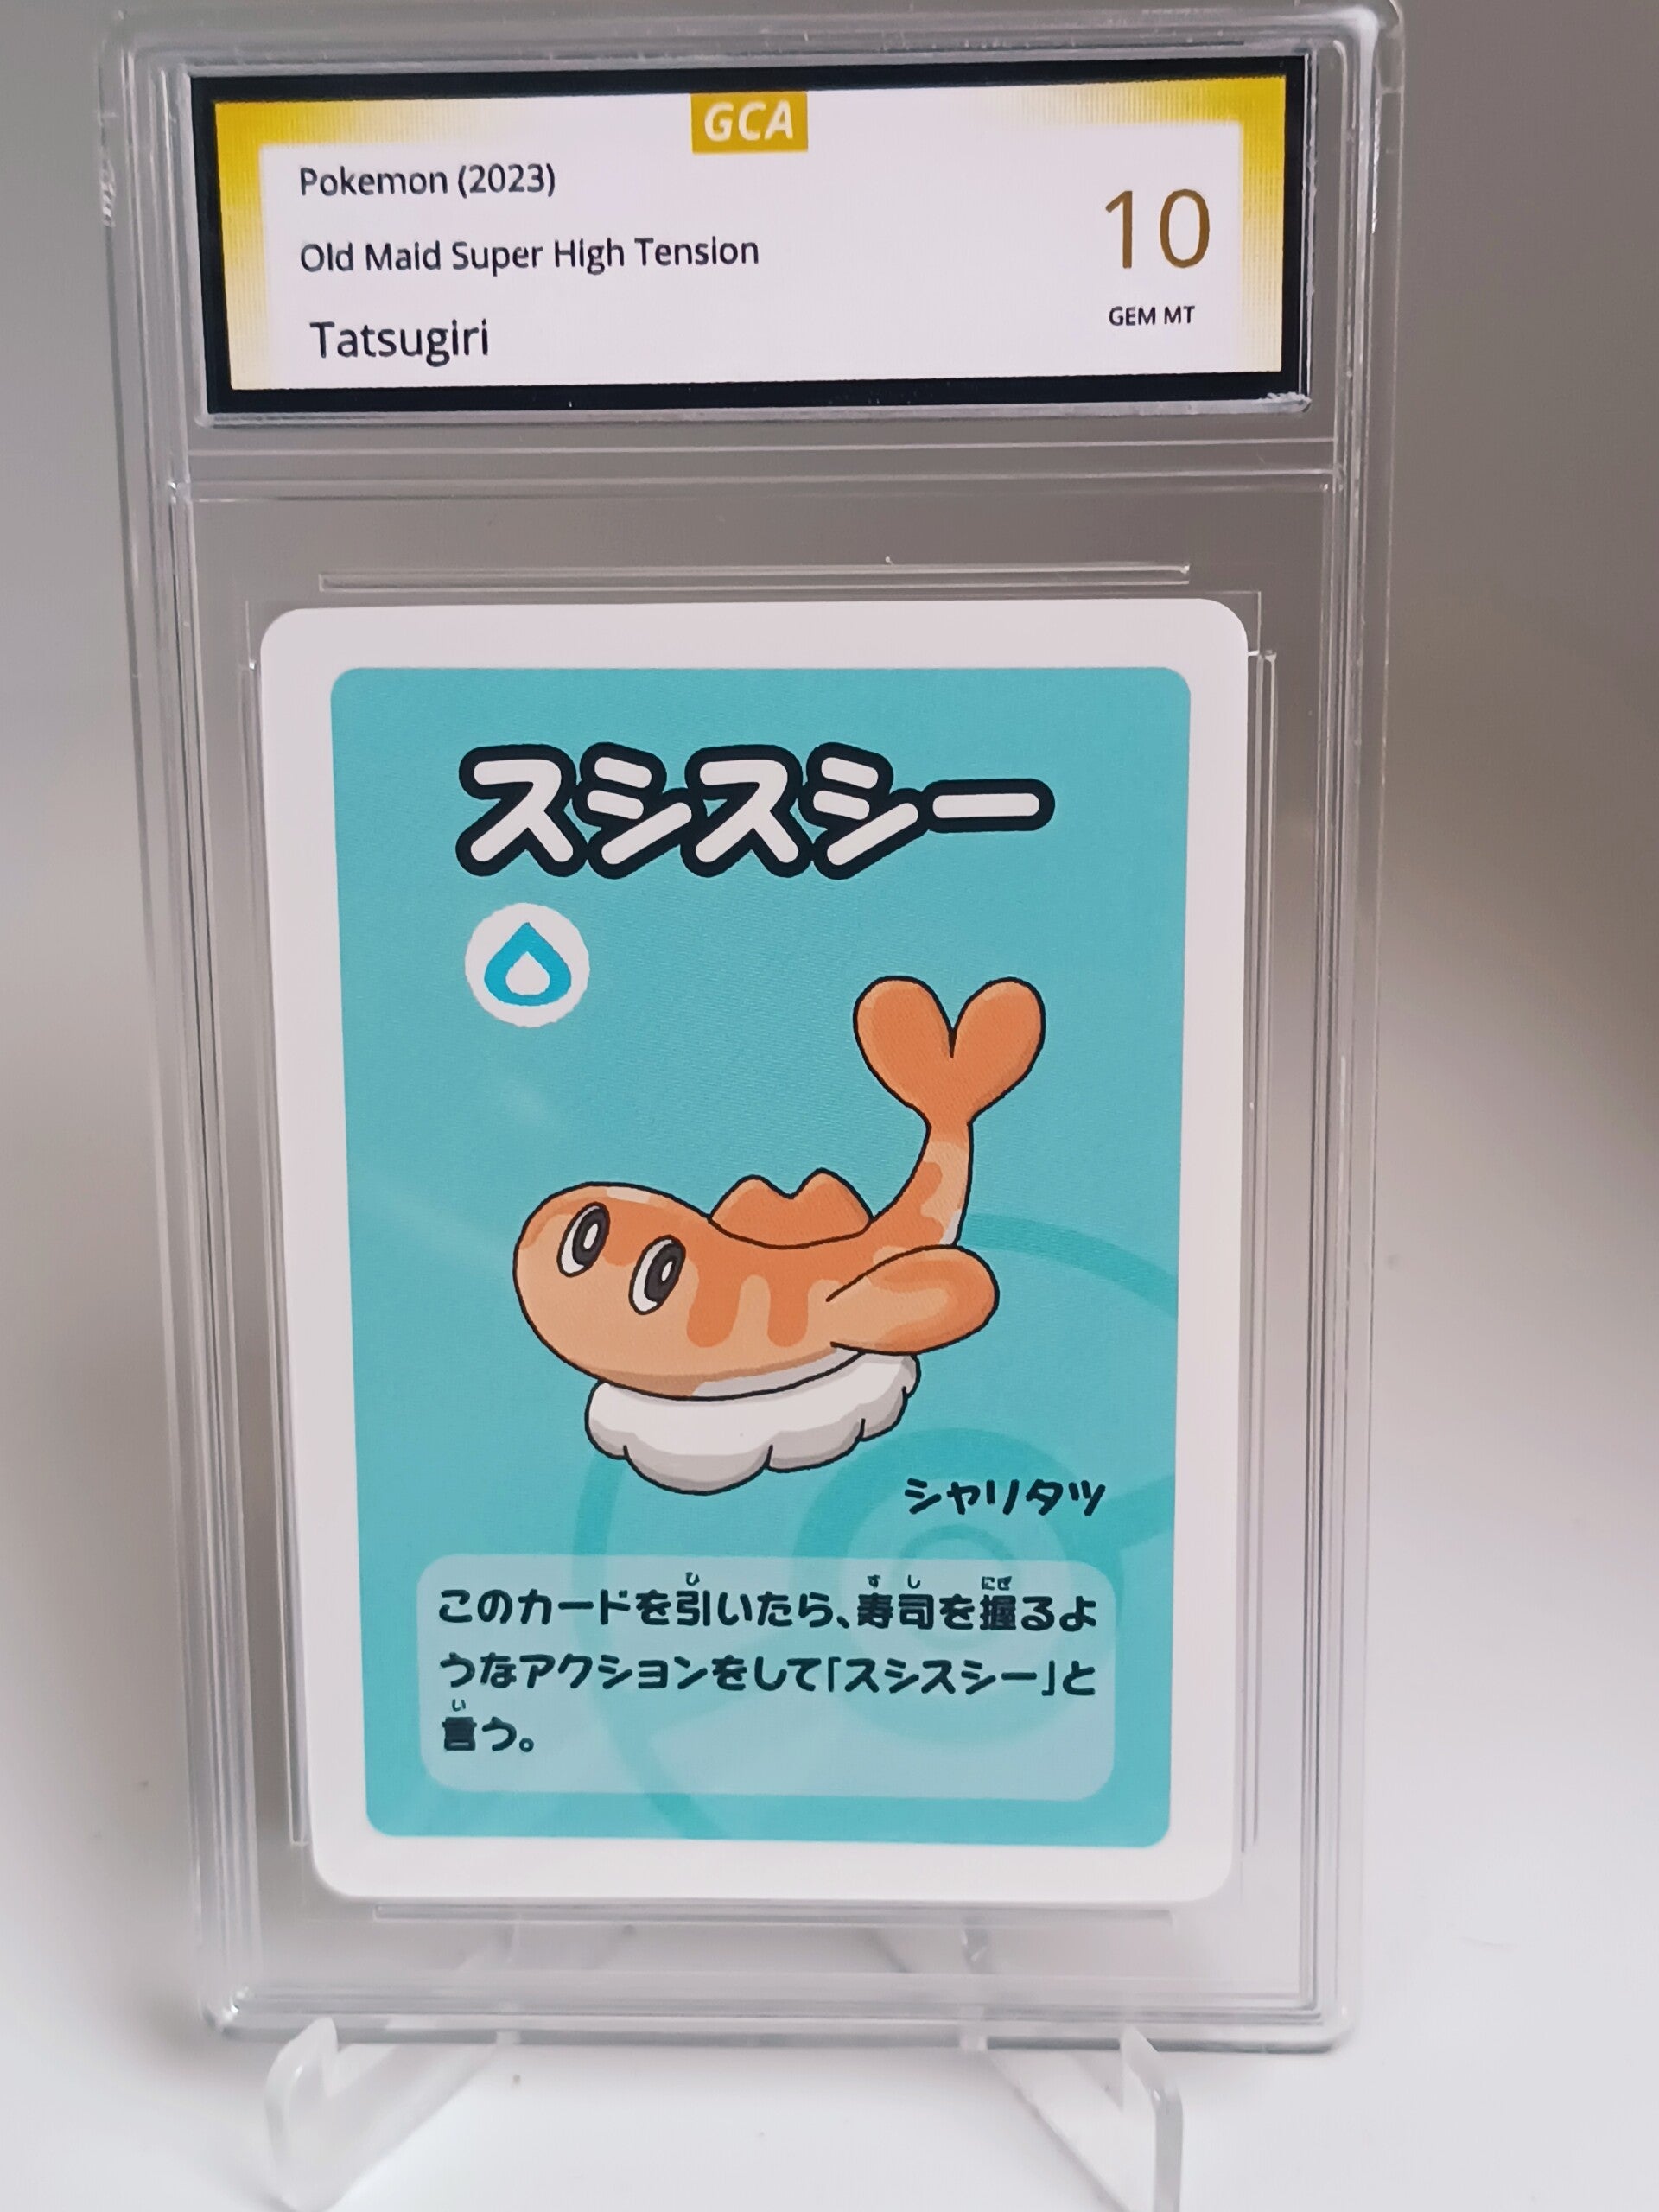 GCA
Pokemon (2023)
Old Maid Super High Tension
Tatsugiri
10
GEM MT
スシスシー
シャリタツ
このカードを引いたら、寿司を握るよ
うなアクションをして「スシスシー」と
言う。